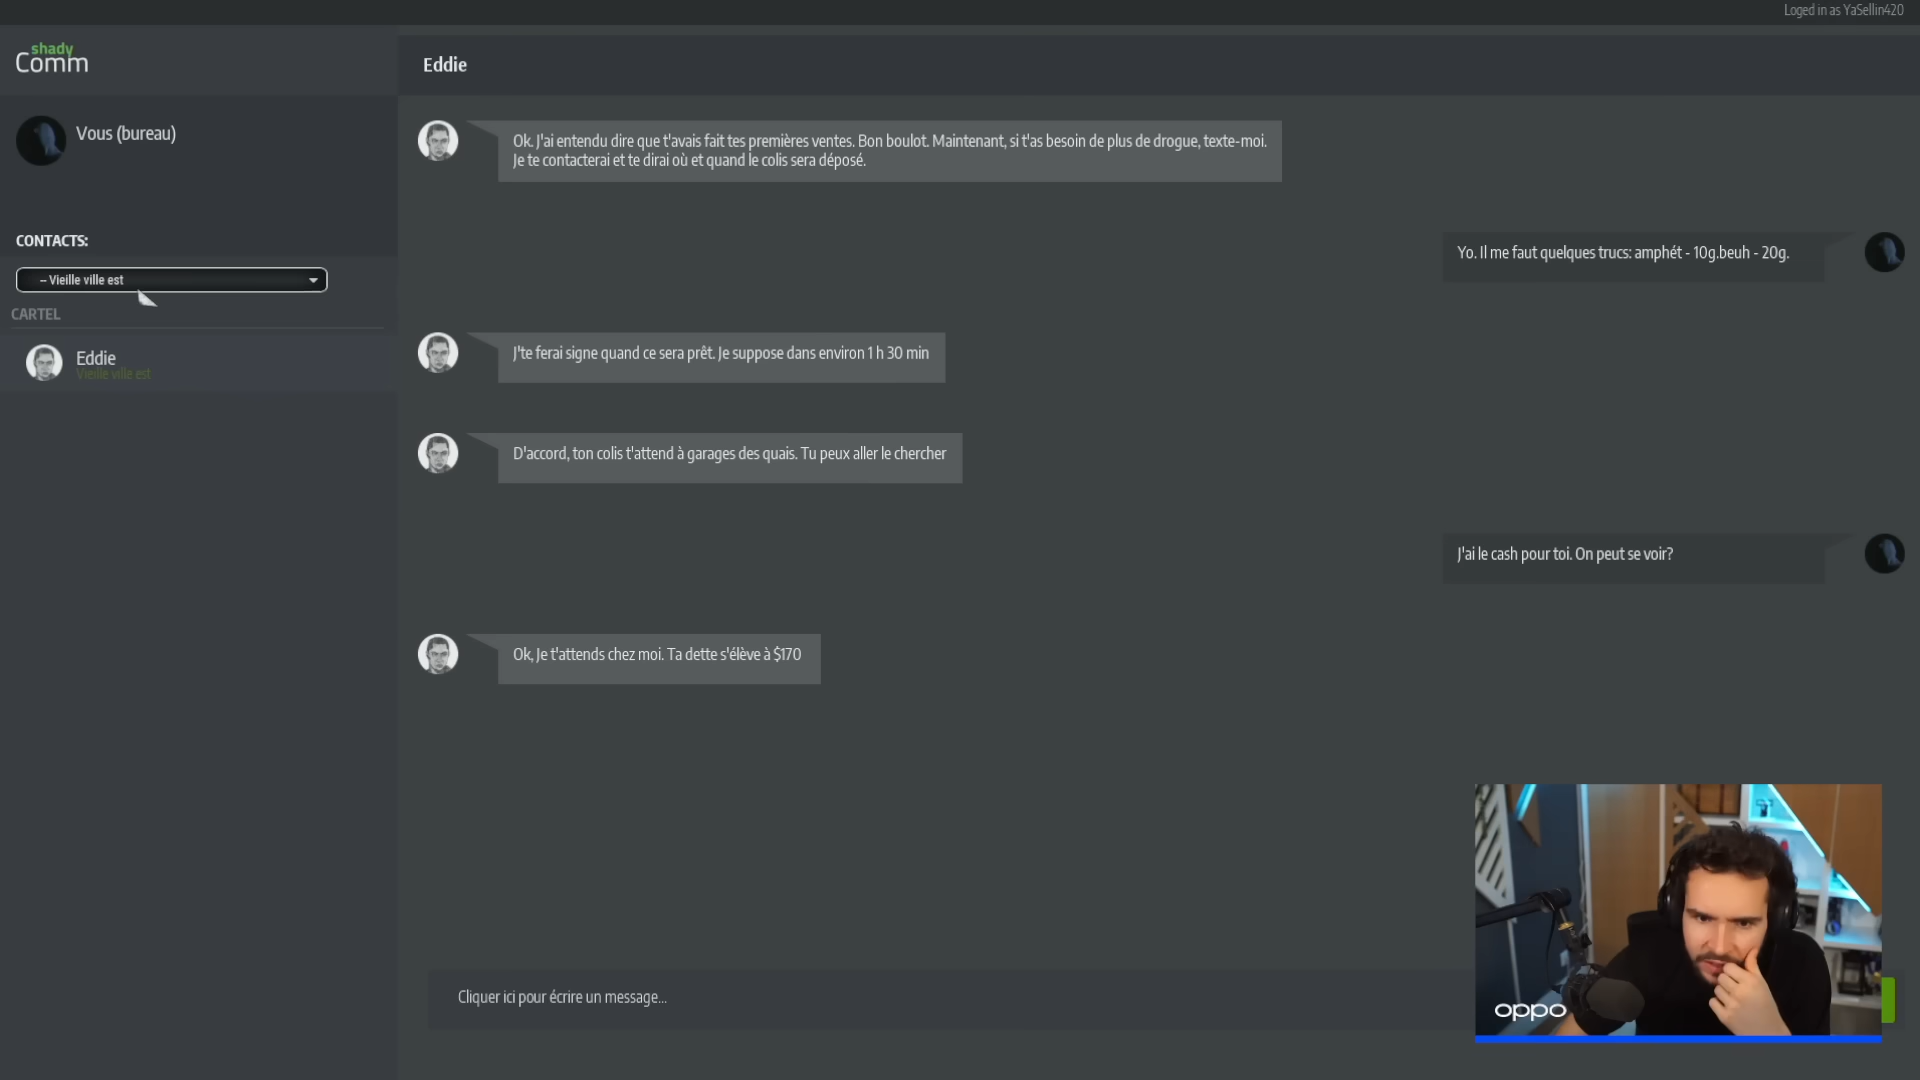 Loged in as YaSellin420
shady
Comm
Eddie
Vous (bureau)
CONTACTS:
-- Vieille ville est
CARTEL
Eddie
Vieille ville est
Ok. J'ai entendu dire que t'avais fait tes premières ventes. Bon boulot. Maintenant, si t'as besoin de plus de drogue, texte-moi.
Je te contacterai et te dirai où et quand le colis sera déposé.
Yo. Il me faut quelques trucs: amphét - 10g.beuh - 20g.
J'te ferai signe quand ce sera prêt. Je suppose dans environ 1 h 30 min
D'accord, ton colis t'attend à garages des quais. Tu peux aller le chercher
J'ai le cash pour toi. On peut se voir?
Ok, Je t'attends chez moi. Ta dette s'élève à $170
Cliquer ici pour écrire un message...
oppo